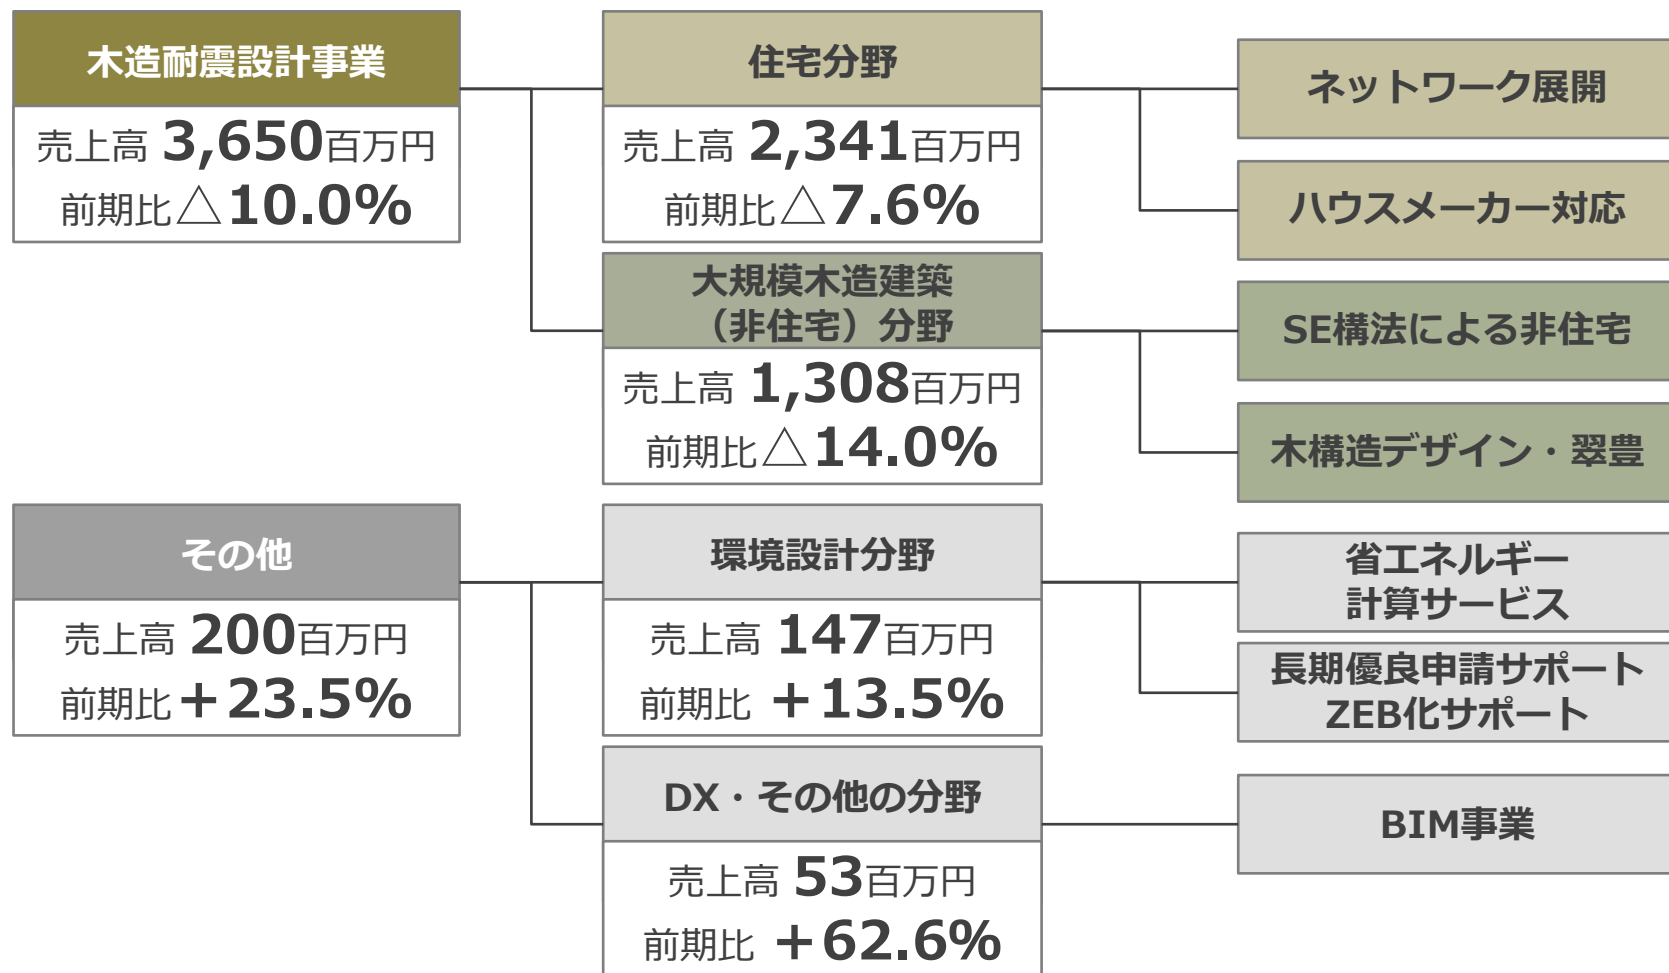 木造耐震設計事業
売上高 3,650百万円
前期比△10.0%
住宅分野
売上高 2,341百万円
前期比△7.6%
ネットワーク展開
ハウスメーカー対応
大規模木造建築
（非住宅）分野
売上高 1,308百万円
前期比△14.0%
SE構法による非住宅
木構造デザイン・翠豊
その他
売上高 200百万円
前期比+23.5%
環境設計分野
売上高 147百万円
前期比 +13.5%
省エネルギー
計算サービス
長期優良申請サポート
ZEB化サポート
DX・その他の分野
売上高 53百万円
前期比 +62.6%
BIM事業